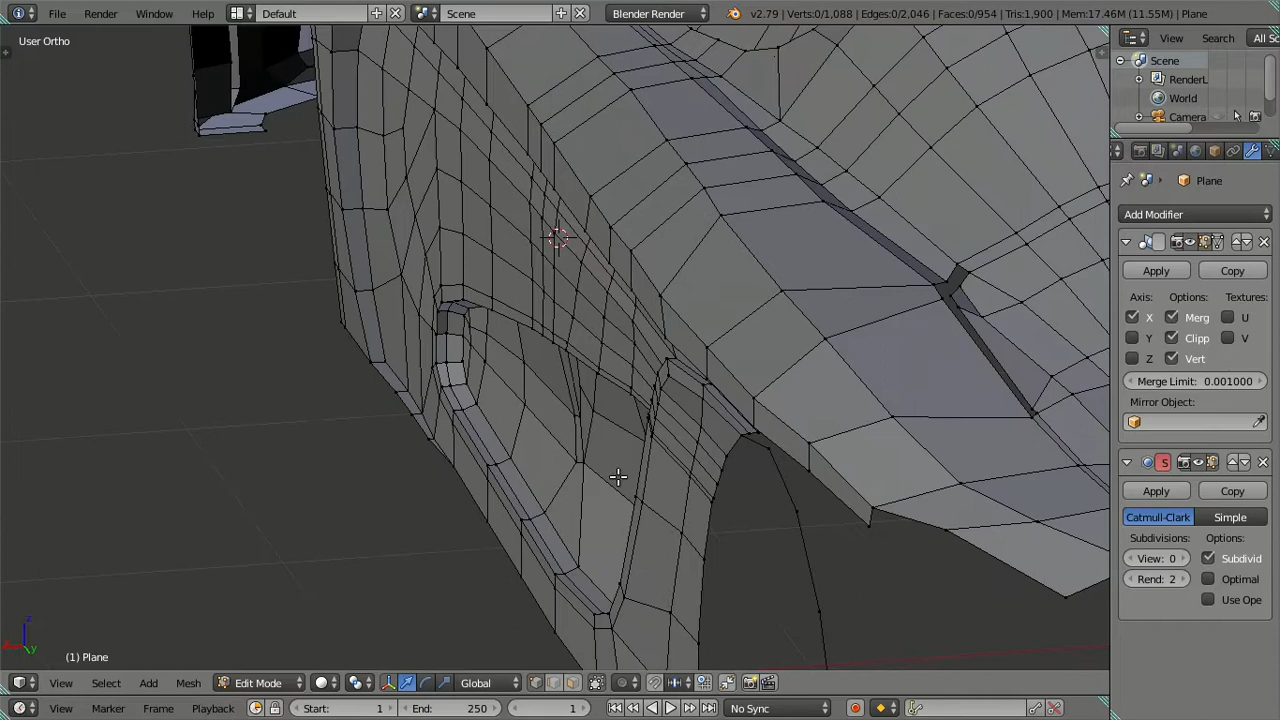 File Render Window Help Default Scene Blender Render v2.79 | Verts:0/1,088 | Edges:0/2,046 | Faces:0/954 | Tris:1,900 | Mem:17.46M (11.55M) | Plane
User Ortho
View Search All Sc
Scene
RenderL
World
Camera
Plane
Add Modifier
Apply Copy
Axis: Options: Textures:
X Merg U
Y Clipp V
Z Vert
Merge Limit: 0.001000
Mirror Object:
S
Apply Copy
Catmull-Clark Simple
Subdivisions: Options:
View: 0 Subdivid
Rend: 2 Optimal
Use Ope
z
y
(1) Plane
View Select Add Mesh Edit Mode Global
View Marker Frame Playback Start: 1 End: 250 1 No Sync